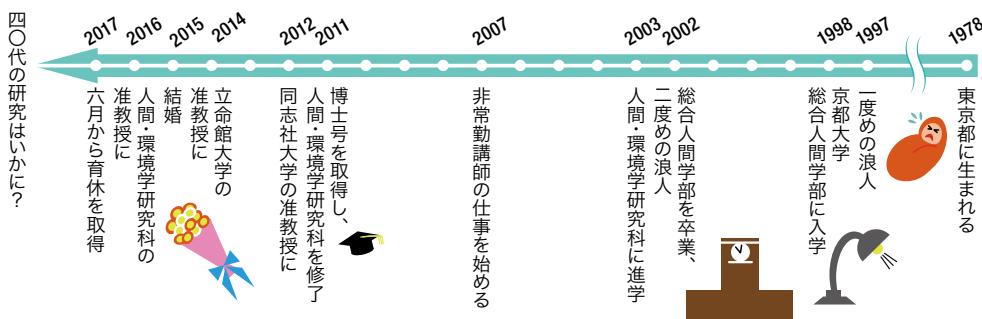 1978
東京都に生まれる
1997
一度めの浪人
1998
京都大学
総合人間学部に入学
2002
総合人間学部を卒業、
二度めの浪人
2003
人間・環境学研究科に進学
2007
非常勤講師の仕事を始める
2011
博士号を取得し、
人間・環境学研究科を修了
2012
同志社大学の准教授に
2014
立命館大学の
准教授に
2015
結婚
2016
人間・環境学研究科の
准教授に
2017
六月から育休を取得
四〇代の研究はいかに?